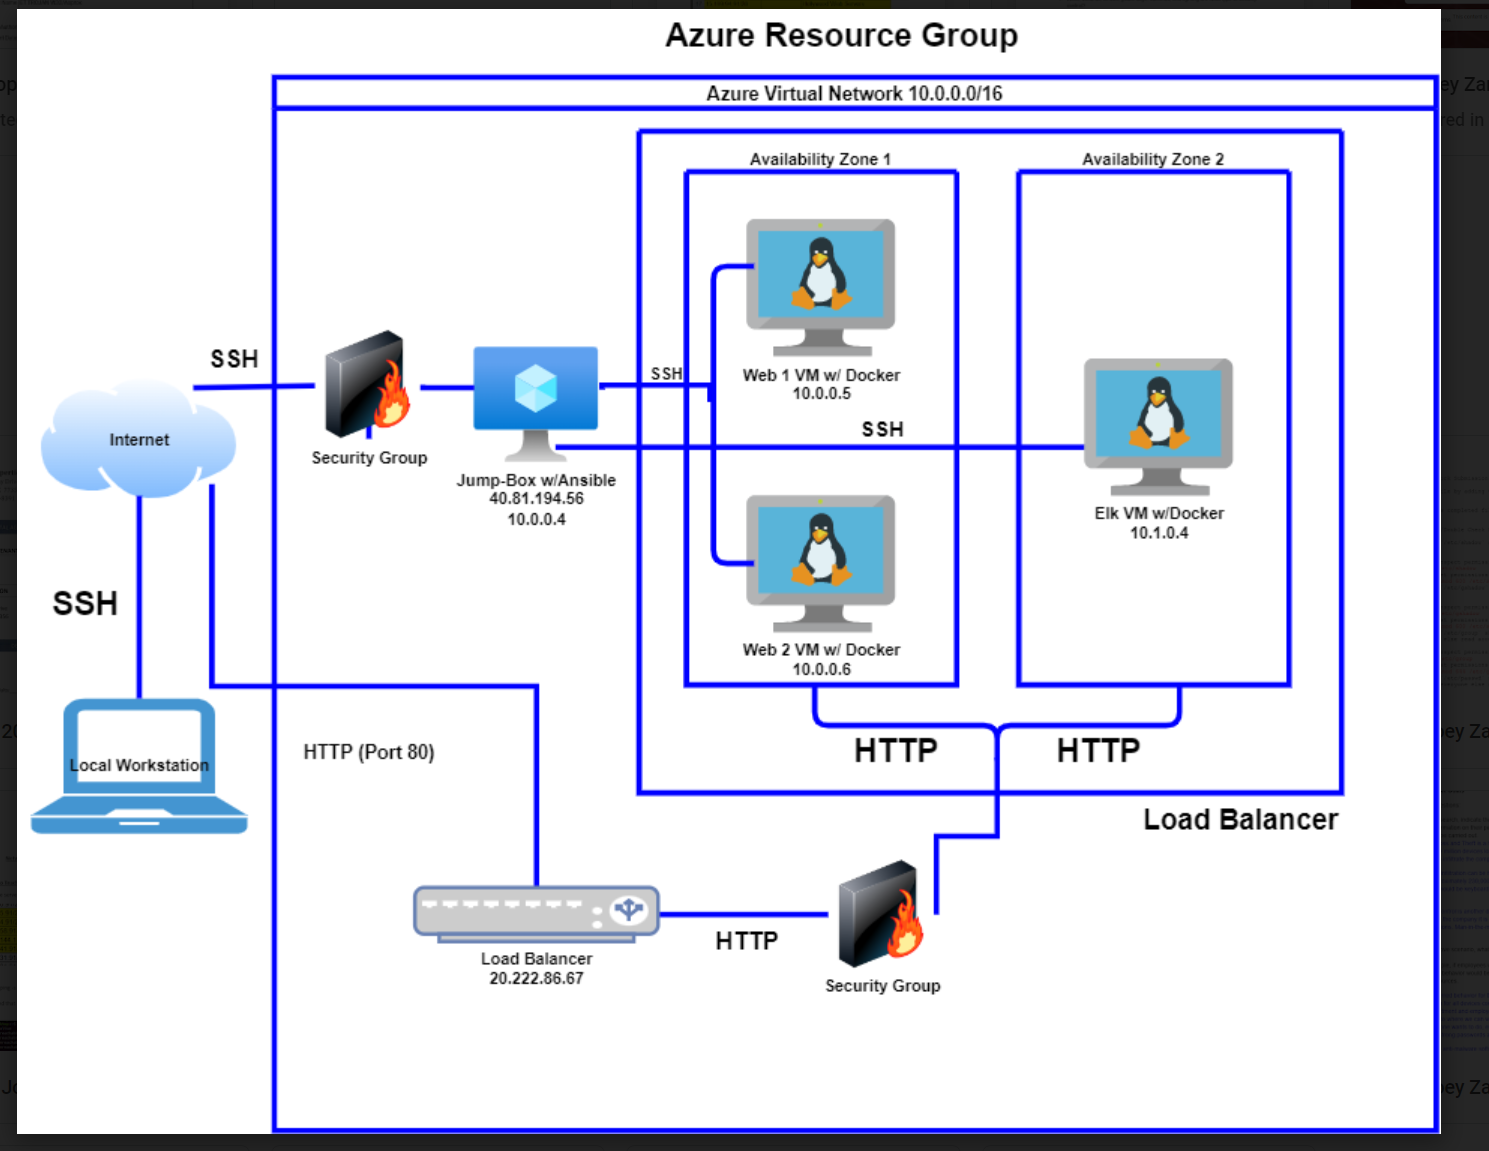 Azure Resource Group
Azure Virtual Network 10.0.0.0/16
Availability Zone 1
Availability Zone 2
SSH
Internet
Security Group
Jump-Box w/Ansible
40.81.194.56
10.0.0.4
SSH
Web 1 VM w/ Docker
10.0.0.5
SSH
Elk VM w/Docker
10.1.0.4
Web 2 VM w/ Docker
10.0.0.6
SSH
Local Workstation
HTTP (Port 80)
HTTP
HTTP
Load Balancer
Load Balancer
20.222.86.67
HTTP
Security Group